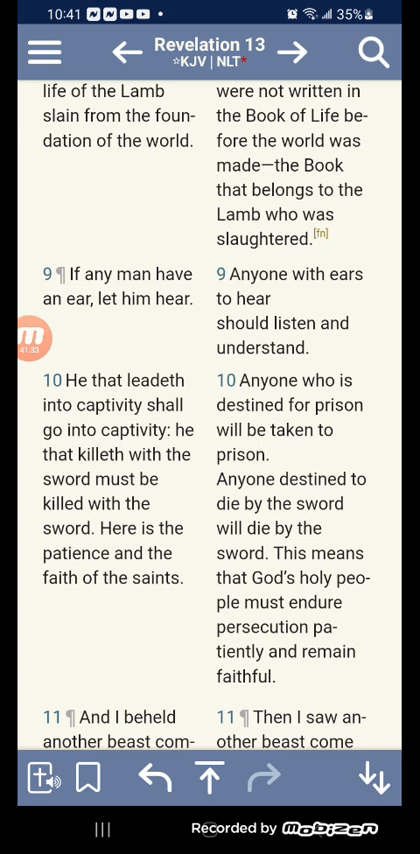 10:41 35%
Revelation 13
☆KJV | NLT*
life of the Lamb
slain from the foun-
dation of the world.
were not written in
the Book of Life be-
fore the world was
made—the Book
that belongs to the
Lamb who was
slaughtered.[fn]
9 ¶ If any man have
an ear, let him hear.
9 Anyone with ears
to hear
should listen and
understand.
41:33
10 He that leadeth
into captivity shall
go into captivity: he
that killeth with the
sword must be
killed with the
sword. Here is the
patience and the
faith of the saints.
10 Anyone who is
destined for prison
will be taken to
prison.
Anyone destined to
die by the sword
will die by the
sword. This means
that God’s holy peo-
ple must endure
persecution pa-
tiently and remain
faithful.
11 ¶ And I beheld
another beast com-
11 ¶ Then I saw an-
other beast come
Recorded by mobizen